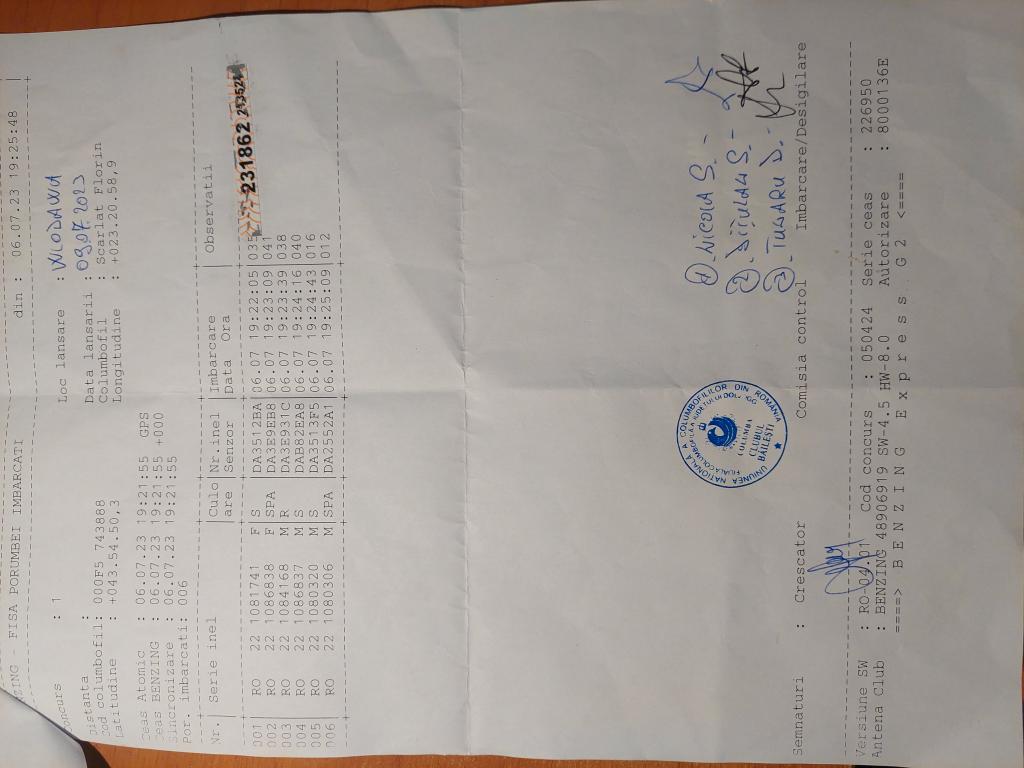 ZING - FISA PORUMBEI IMBARCATI din : 06.07.23 19:25:48
oncurs : 1 Loc lansare : WLODAWA
Distanta : Data lansarii : 09.07.2023
Cod columbofil: 000F5 743888 Columbofil : Scarlat Florin
Latitudine : +043.54.50,3 Longitudine : +023.20.58,9
Ceas Atomic : 06.07.23 19:21:55 GPS
Ceas BENZING : 06.07.23 19:21:55 +000
Sincronizare : 06.07.23 19:21:55
Por. imbarcati: 006
Nr.| Serie inel |Culo|Nr.inel |Imbarcare | Observatii
|are |Senzor |Data Ora
001| RO 22 1081741 F|S |DA3512BA|06.07 19:22:05|035
002| RO 22 1086838 F|SPA |DA3E9EB8|06.07 19:23:09|041
003| RO 22 1084168 M|R |DA3E931C|06.07 19:23:39|038
004| RO 22 1086837 M|S |DAB82EA8|06.07 19:24:16|040
005| RO 22 1080320 M|S |DA3513F5|06.07 19:24:43|016
006| RO 22 1080306 M|SPA |DA2552A1|06.07 19:25:09|012
231862
① NICOLA S. -
②
③ TUGARU D. -
UNIUNEA NATIONALA A COLUMBOFILILOR DIN ROMANIA
COLUMBA
CLUBUL
BĂILEȘTI
Semnaturi : Crescator Comisia control Imbarcare/Desigilare
Versiune SW : RO-04.01 Cod concurs : 050424 Serie ceas : 226950
Antena Club : BENZING 48906919 SW-4.5 HW-8.0 Autorizare : 8000136E
====> B E N Z I N G E x p r e s s G 2 <====